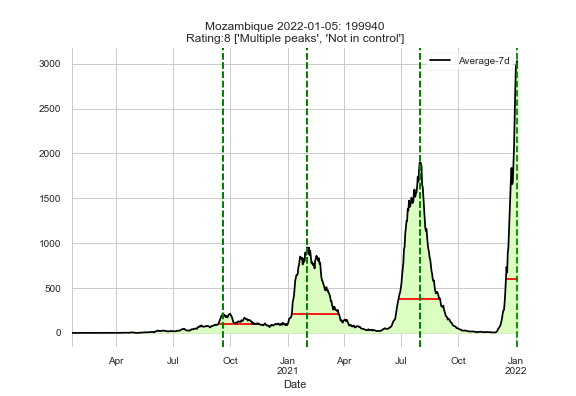 Mozambique 2022-01-05: 199940
Rating:8 ['Multiple peaks', 'Not in control']
Average-7d
3000
2500
2000
1500
1000
500
0
Apr Jul Oct Jan Apr Jul Oct Jan
2021 2022
Date